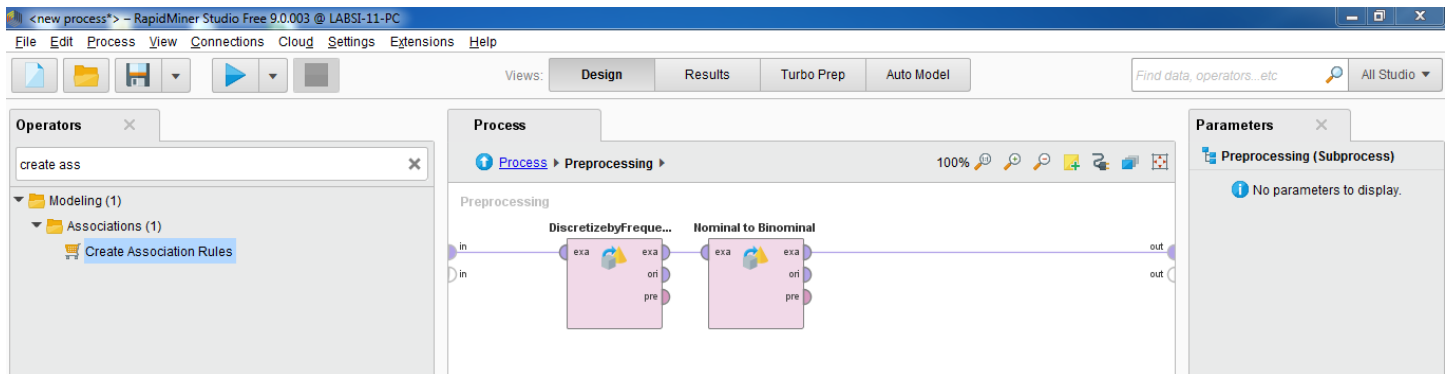 <new process*> – RapidMiner Studio Free 9.0.003 @ LABSI-11-PC
File Edit Process View Connections Cloud Settings Extensions Help
Views: Design Results Turbo Prep Auto Model
Find data, operators...etc
All Studio
Operators
create ass
Modeling (1)
Associations (1)
Create Association Rules
Process
Process Preprocessing
100%
Preprocessing
DiscretizebyFreque... Nominal to Binominal
in exa exa exa exa out
in ori ori out
pre pre
Parameters
Preprocessing (Subprocess)
No parameters to display.